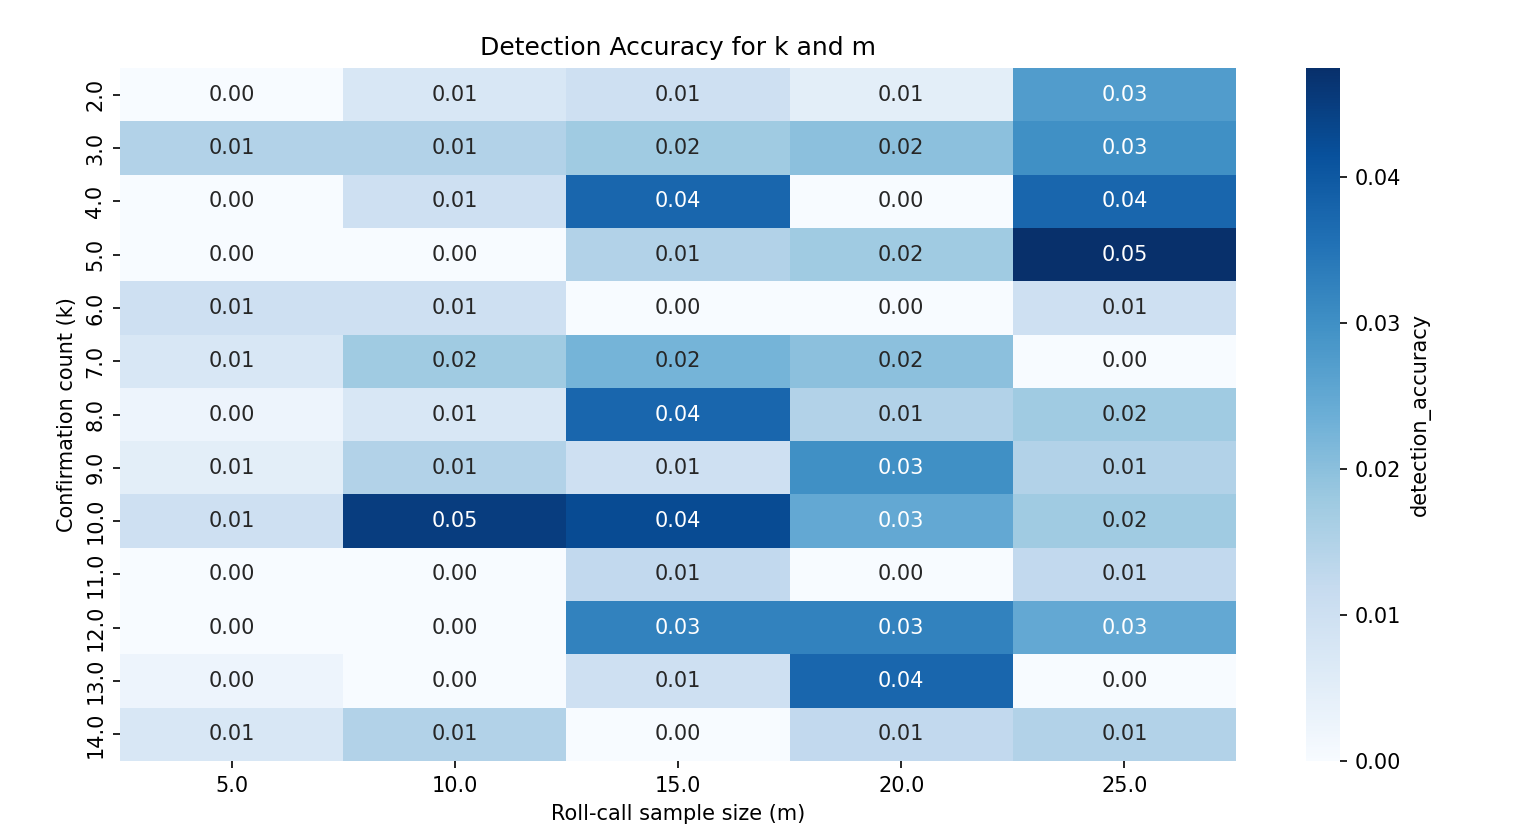 Detection Accuracy for k and m
2.0 0.00 0.01 0.01 0.01 0.03
3.0 0.01 0.01 0.02 0.02 0.03
4.0 0.00 0.01 0.04 0.00 0.04
5.0 0.00 0.00 0.01 0.02 0.05
6.0 0.01 0.01 0.00 0.00 0.01
7.0 0.01 0.02 0.02 0.02 0.00
8.0 0.00 0.01 0.04 0.01 0.02
9.0 0.01 0.01 0.01 0.03 0.01
10.0 0.01 0.05 0.04 0.03 0.02
11.0 0.00 0.00 0.01 0.00 0.01
12.0 0.00 0.00 0.03 0.03 0.03
13.0 0.00 0.00 0.01 0.04 0.00
14.0 0.01 0.01 0.00 0.01 0.01
5.0 10.0 15.0 20.0 25.0
Roll-call sample size (m)
Confirmation count (k)
0.04
0.03
0.02
0.01
0.00
detection_accuracy